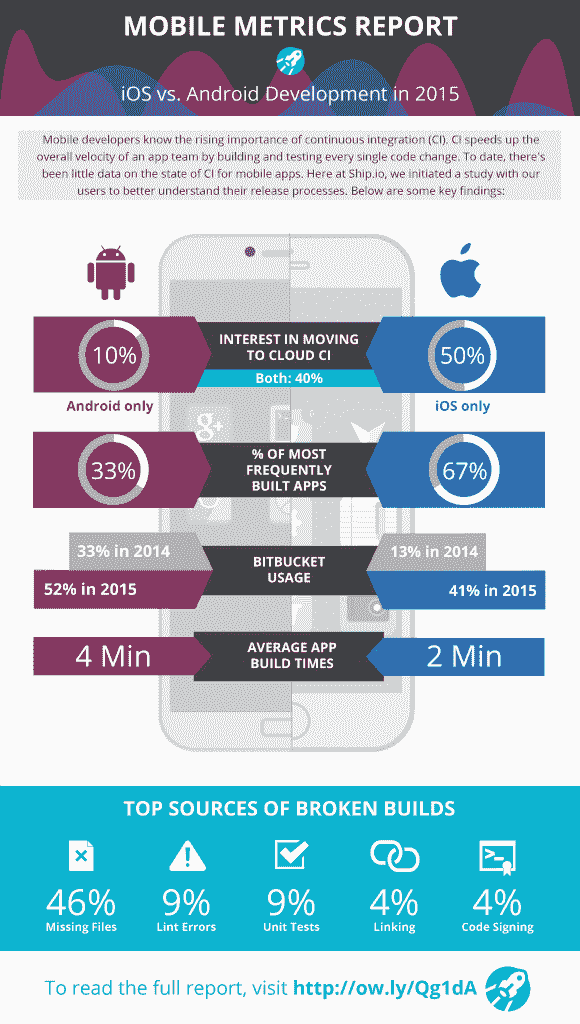 MOBILE METRICS REPORT
iOS vs. Android Development in 2015
Mobile developers know the rising importance of continuous integration (CI). CI speeds up the
overall velocity of an app team by building and testing every single code change. To date, there's
been little data on the state of CI for mobile apps. Here at Ship.io, we initiated a study with our
users to better understand their release processes. Below are some key findings:
10%
INTEREST IN MOVING
TO CLOUD CI
Both: 40%
50%
Android only
iOS only
g+
33%
% OF MOST
FREQUENTLY
BUILT APPS
67%
33% in 2014
52% in 2015
BITBUCKET
USAGE
13% in 2014
41% in 2015
4 Min
AVERAGE APP
BUILD TIMES
2 Min
TOP SOURCES OF BROKEN BUILDS
46%
Missing Files
9%
Lint Errors
9%
Unit Tests
4%
Linking
4%
Code Signing
To read the full report, visit http://ow.ly/Qg1dA